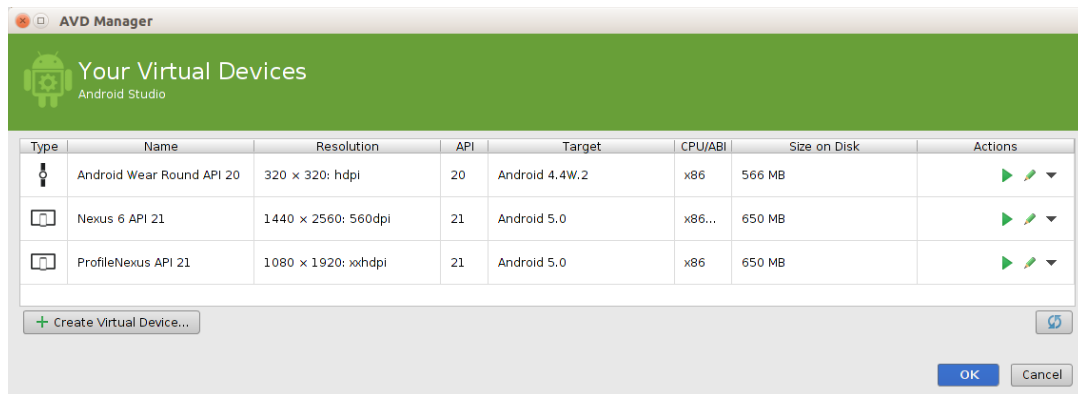 AVD Manager
Your Virtual Devices
Android Studio
Type Name Resolution API Target CPU/ABI Size on Disk Actions
Android Wear Round API 20 320 × 320: hdpi 20 Android 4.4W.2 x86 566 MB
Nexus 6 API 21 1440 × 2560: 560dpi 21 Android 5.0 x86... 650 MB
ProfileNexus API 21 1080 × 1920: xxhdpi 21 Android 5.0 x86 650 MB
Create Virtual Device...
OK Cancel